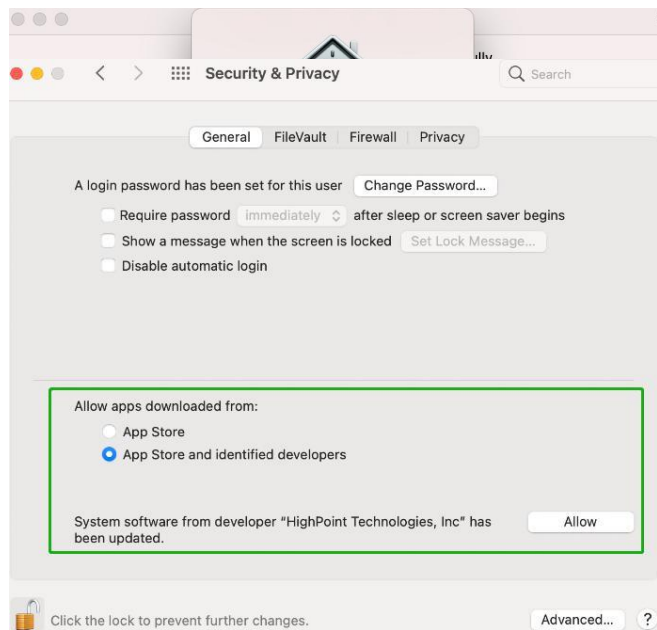 Security & Privacy
Search
General
FileVault
Firewall
Privacy
A login password has been set for this user
Change Password...
Require password
immediately
after sleep or screen saver begins
Show a message when the screen is locked
Set Lock Message...
Disable automatic login
Allow apps downloaded from:
App Store
App Store and identified developers
System software from developer “HighPoint Technologies, Inc” has
been updated.
Allow
Click the lock to prevent further changes.
Advanced...
?